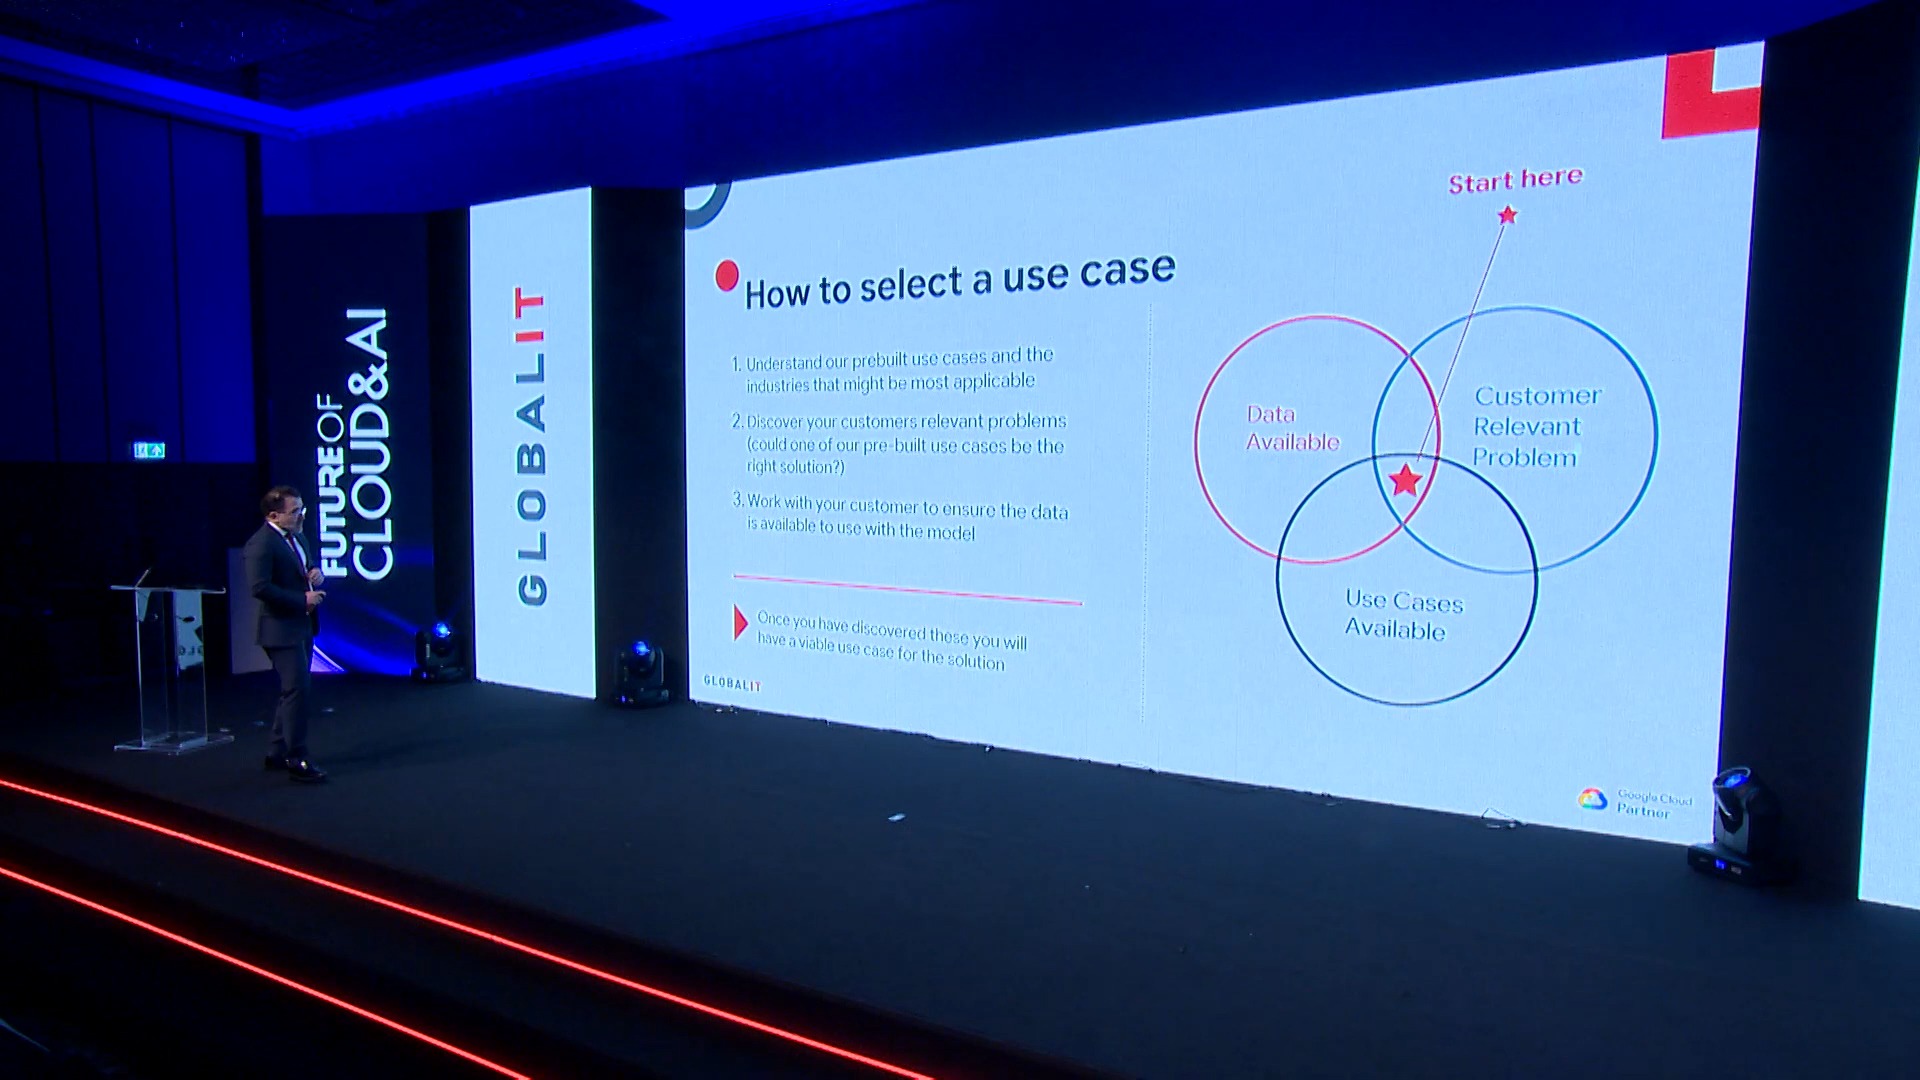 FUTURE OF
CLOUD&AI
GLOBALIT
How to select a use case
1. Understand our prebuilt use cases and the
industries that might be most applicable
2. Discover your customers relevant problems
(could one of our pre-built use cases be the
right solution?)
3. Work with your customer to ensure the data
is available to use with the model
Once you have discovered these you will
have a viable use case for the solution
GLOBALIT
Start here
Data
Available
Customer
Relevant
Problem
Use Cases
Available
Google Cloud
Partner